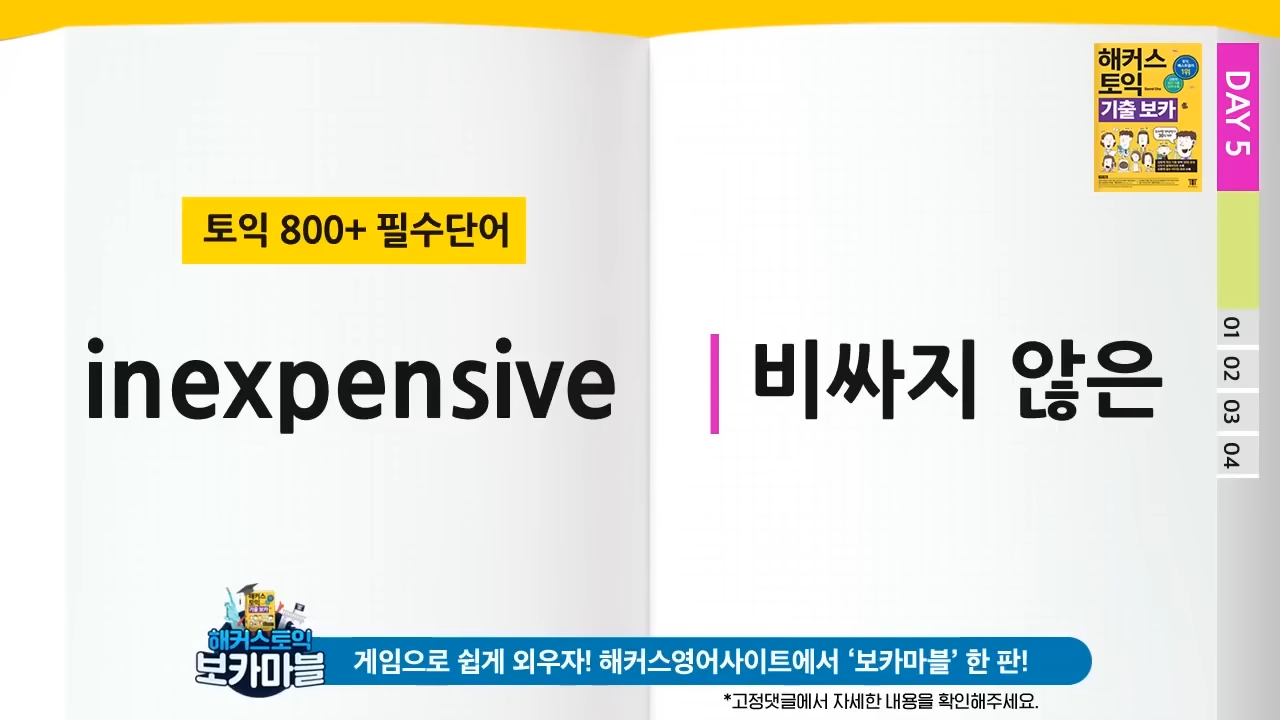 해커스
토익
기출 보카
1위
DAY 5
토익 800+ 필수단어
inexpensive
비싸지 않은
01
02
03
04
해커스토익
보카마블
게임으로 쉽게 외우자! 해커스영어사이트에서 ‘보카마블’ 한 판!
*고정댓글에서 자세한 내용을 확인해주세요.